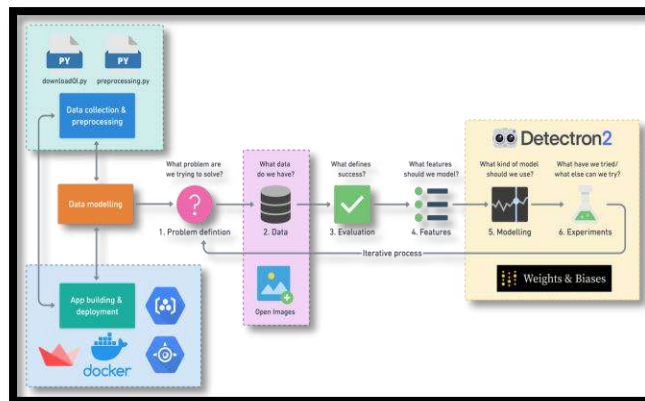 PY
PY
downloadOI.py
preprocessing.py
Data collection &
preprocessing
Data modelling
App building &
deployment
docker
What problem are
we trying to solve?
?
1. Problem defintion
What data
do we have?
2. Data
Open Images
What defines
success?
3. Evaluation
What features
should we model?
4. Features
Detectron2
What kind of model
should we use?
5. Modelling
What have we tried/
what else can we try?
6. Experiments
Iterative process
Weights & Biases